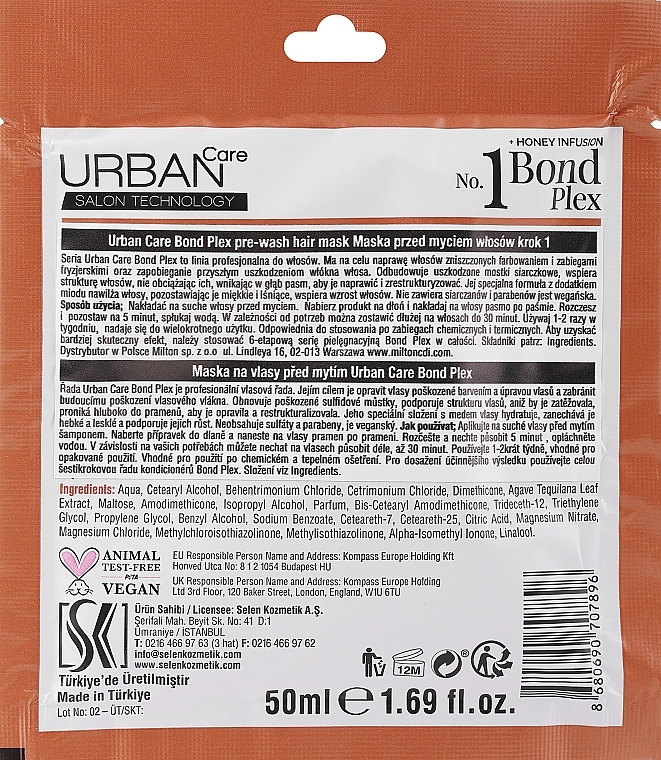 + HONEY INFUSION
URBAN Care
SALON TECHNOLOGY
No. 1 Bond Plex
Urban Care Bond Plex pre-wash hair mask Maska przed myciem włosów krok 1
Seria Urban Care Bond Plex to linia profesjonalna do włosów. Ma na celu naprawę włosów zniszczonych farbowaniem i zabiegami
fryzjerskimi oraz zapobieganie przyszłym uszkodzeniom włókna włosa. Odbudowuje uszkodzone mostki siarczkowe, wspiera
strukturę włosów, nie obciążając ich, wnikając w głąb pasm, aby je naprawić i zrestrukturyzować. Jej specjalna formuła z dodatkiem
miodu nawilża włosy, pozostawiając je miękkie i lśniące, wspiera wzrost włosów. Nie zawiera siarczanów i parabenów jest wegańska.
Sposób użycia; Nakładać na suche włosy przed myciem. Nabierz produkt na dłoń i nakładaj na włosy pasmo po paśmie. Rozczesz
i pozostaw na 5 minut, spłukaj wodą. W zależności od potrzeb można zostawić dłużej na włosach do 30 minut. Używaj 1-2 razy w
tygodniu, nadaje się do wielokrotnego użytku. Odpowiednia do stosowania po zabiegach chemicznych i termicznych. Aby uzyskać
bardziej skuteczny efekt, należy stosować 6-etapową serię pielęgnacyjną Bond Plex w całości. Składniki patrz: Ingredients.
Dystrybutor w Polsce Milton sp. z o.o ul. Lindleya 16, 02-013 Warszawa www.miltoncdi.com
Maska na vlasy před mytím Urban Care Bond Plex
Řada Urban Care Bond Plex je profesionální vlasová řada. Jejím cílem je opravit vlasy poškozené barvením a úpravou vlasů a zabránit
budoucímu poškození vlasového vlákna. Obnovuje poškozené sulfidové můstky, podporuje strukturu vlasů, aniž by je zatěžovala,
proniká hluboko do pramenů, aby je opravila a restrukturalizovala. Jeho speciální složení s medem vlasy hydratuje, zanechává je
hebké a lesklé a podporuje jejich růst. Neobsahuje sulfáty a parabeny, je veganský. Jak používat; Aplikujte na suché vlasy před mytím
šamponem. Naberte přípravek do dlaně a naneste na vlasy pramen po prameni. Rozčešte a nechte působit 5 minut , opláchněte
vodou. V závislosti na vašich potřebách můžete nechat na vlasech působit déle, až 30 minut. Používejte 1-2krát týdně, vhodné pro
opakované použití. Vhodné pro použití po chemickém a tepelném ošetření. Pro dosažení účinnějšího výsledku používejte celou
šestikrokovou řadu kondicionérů Bond Plex. Složení viz Ingredients.
Ingredients: Aqua, Cetearyl Alcohol, Behentrimonium Chloride, Cetrimonium Chloride, Dimethicone, Agave Tequilana Leaf
Extract, Maltose, Amodimethicone, Isopropyl Alcohol, Parfum, Bis-Cetearyl Amodimethicone, Trideceth-12, Triethylene
Glycol, Propylene Glycol, Benzyl Alcohol, Sodium Benzoate, Ceteareth-7, Ceteareth-25, Citric Acid, Magnesium Nitrate,
Magnesium Chloride, Methylchloroisothiazolinone, Methylisothiazolinone, Alpha-Isomethyl Ionone, Linalool.
ANIMAL
TEST-FREE
PeTA
VEGAN
EU Responsible Person Name and Address: Kompass Europe Holding Kft
Honved Utca No: 8 1 2 1054 Budapest HU
UK Responsible Person Name and Address: Kompass Europe Holding
Ltd 3rd Floor, 120 Baker Street, London, England, W1U 6TU
SK
Ürün Sahibi / Licensee: Selen Kozmetik A.Ş.
Şerifali Mah. Beyit Sk. No: 41 D:1
Ümraniye / İSTANBUL
T: 0216 466 97 63 (3 hat) F: 0216 466 97 62
info@selenkozmetik.com
www.selenkozmetik.com
Türkiye'de Üretilmiştir
Made in Türkiye
Lot No: 02 – ÜT/SKT:
12M
50ml e 1.69 fl.oz.
8 680690 707896